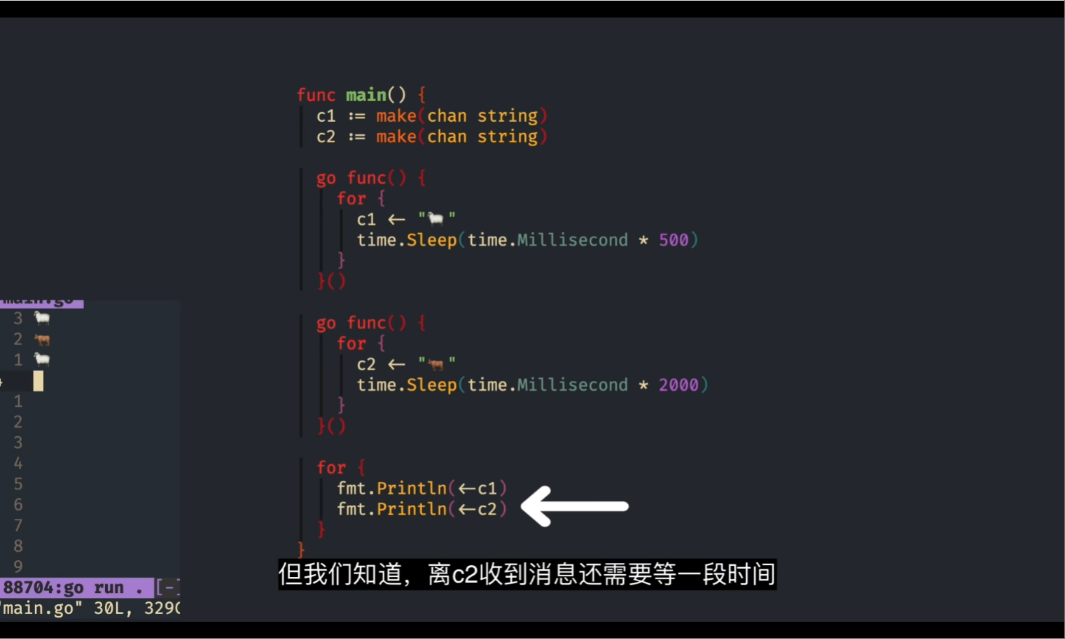 func main() {
c1 := make(chan string)
c2 := make(chan string)
go func() {
for {
c1 <- "🐑"
time.Sleep(time.Millisecond * 500)
}
}()
go func() {
for {
c2 <- "🐂"
time.Sleep(time.Millisecond * 2000)
}
}()
for {
fmt.Println(<-c1)
fmt.Println(<-c2)
}
}
main.go
3 🐑
2 🐂
1 🐑
1
2
3
4
5
6
7
8
9
88704:go run . [-]
"main.go" 30L, 329C
但我们知道，离c2收到消息还需要等一段时间